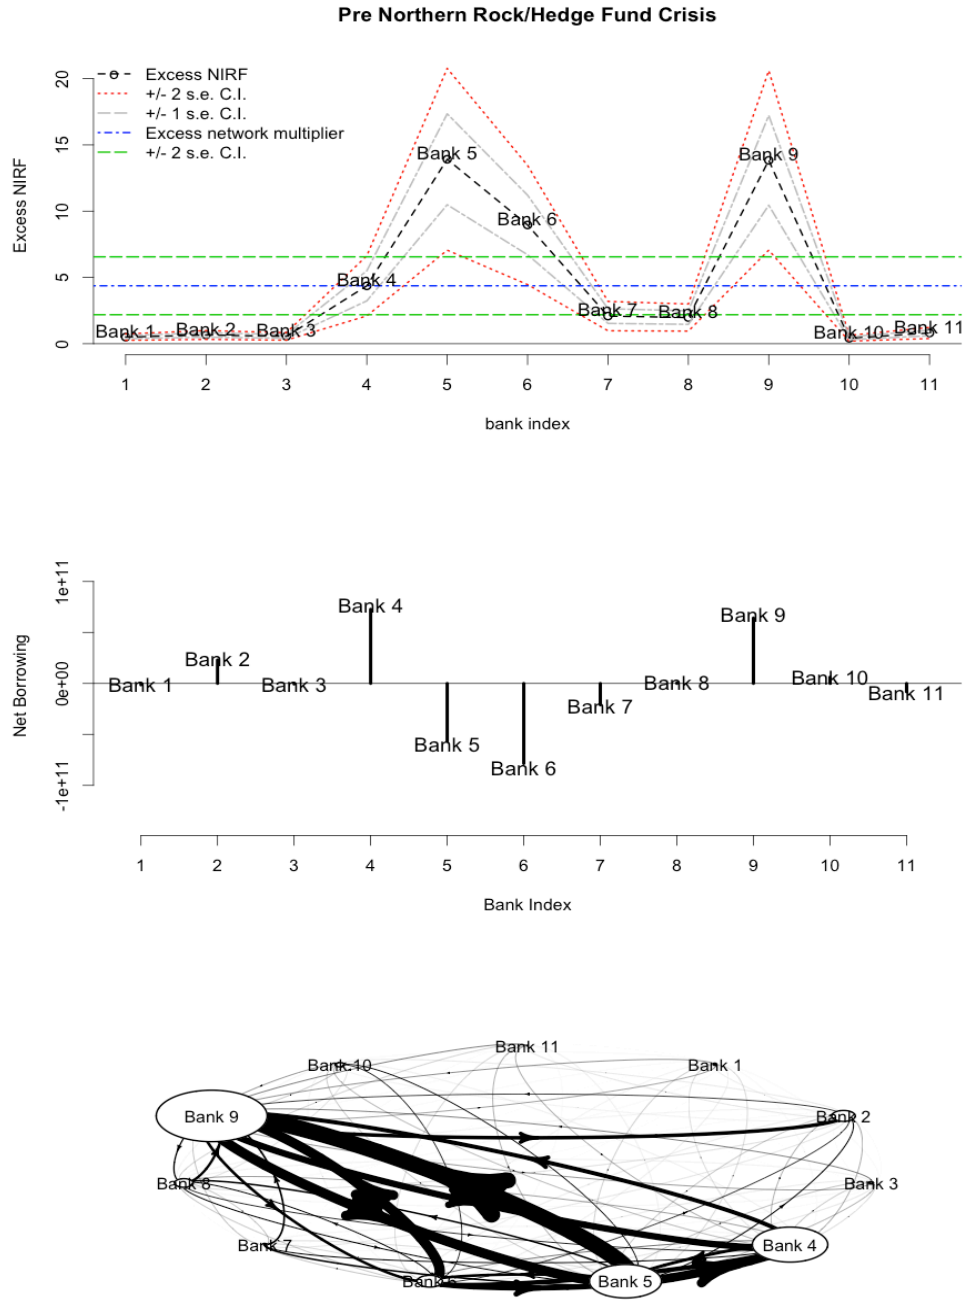 Pre Northern Rock/Hedge Fund Crisis
Excess NIRF
+/- 2 s.e. C.I.
+/- 1 s.e. C.I.
Excess network multiplier
+/- 2 s.e. C.I.
Excess NIRF
20
15
10
5
0
Bank 1
Bank 2
Bank 3
Bank 4
Bank 5
Bank 6
Bank 7
Bank 8
Bank 9
Bank 10
Bank 11
1 2 3 4 5 6 7 8 9 10 11
bank index
Net Borrowing
1e+11
0e+00
-1e+11
Bank 1
Bank 2
Bank 3
Bank 4
Bank 5
Bank 6
Bank 7
Bank 8
Bank 9
Bank 10
Bank 11
1 2 3 4 5 6 7 8 9 10 11
Bank Index
Bank 11
Bank 10
Bank 1
Bank 9
Bank 2
Bank 8
Bank 3
Bank 7
Bank 4
Bank 6
Bank 5